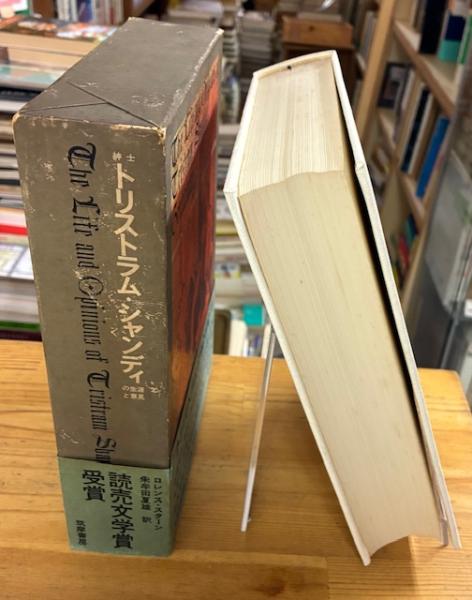 紳士
トリストラム・シャンディ
の生涯
と意見
The Life and Opinions of Tristram Sha
ロレンス・スターン
朱牟田夏雄 訳
読売文学賞
受賞
筑摩書房